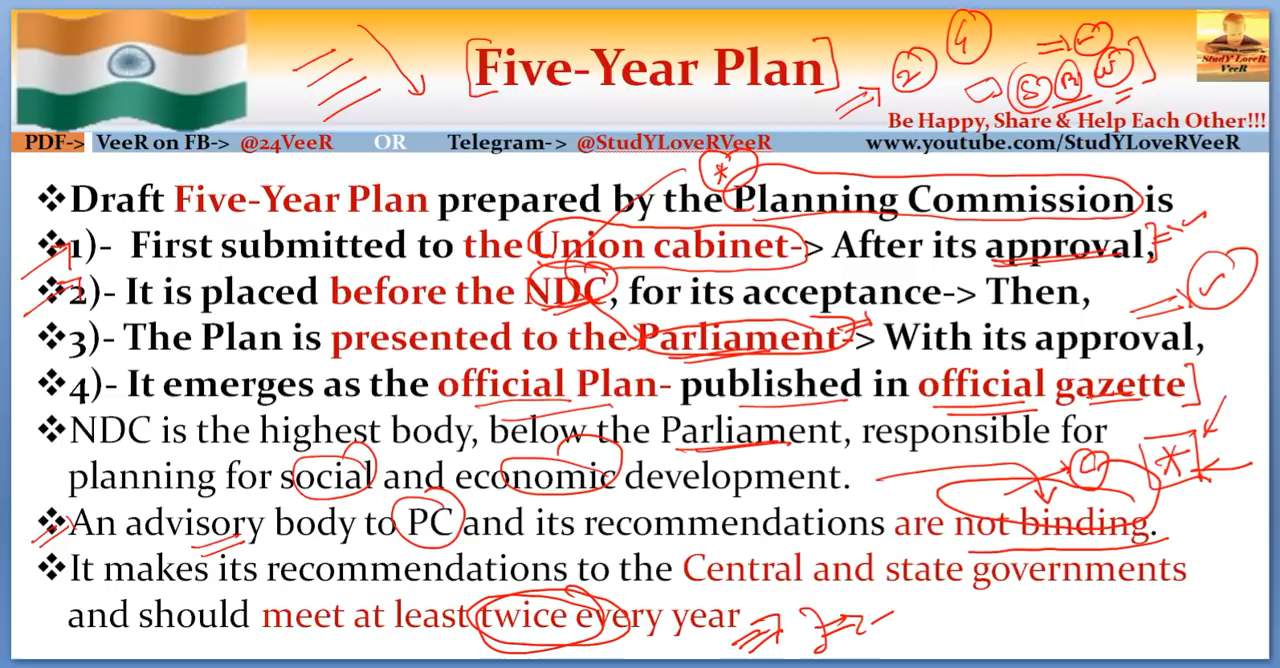 Five-Year Plan
StudY LoveR
VeeR
Be Happy, Share & Help Each Other!!!
PDF-> VeeR on FB-> @24VeeR OR Telegram-> @StudYLoveRVeeR www.youtube.com/StudYLoveRVeeR
❖Draft Five-Year Plan prepared by the Planning Commission is
❖1)- First submitted to the Union cabinet-> After its approval,
❖2)- It is placed before the NDC, for its acceptance-> Then,
❖3)- The Plan is presented to the Parliament-> With its approval,
❖4)- It emerges as the official Plan- published in official gazette
❖NDC is the highest body, below the Parliament, responsible for
planning for social and economic development.
❖An advisory body to PC and its recommendations are not binding.
❖It makes its recommendations to the Central and state governments
and should meet at least twice every year